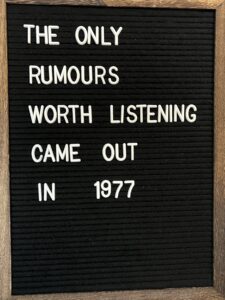 THE ONLY
RUMOURS
WORTH LISTENING
CAME OUT
IN 1977